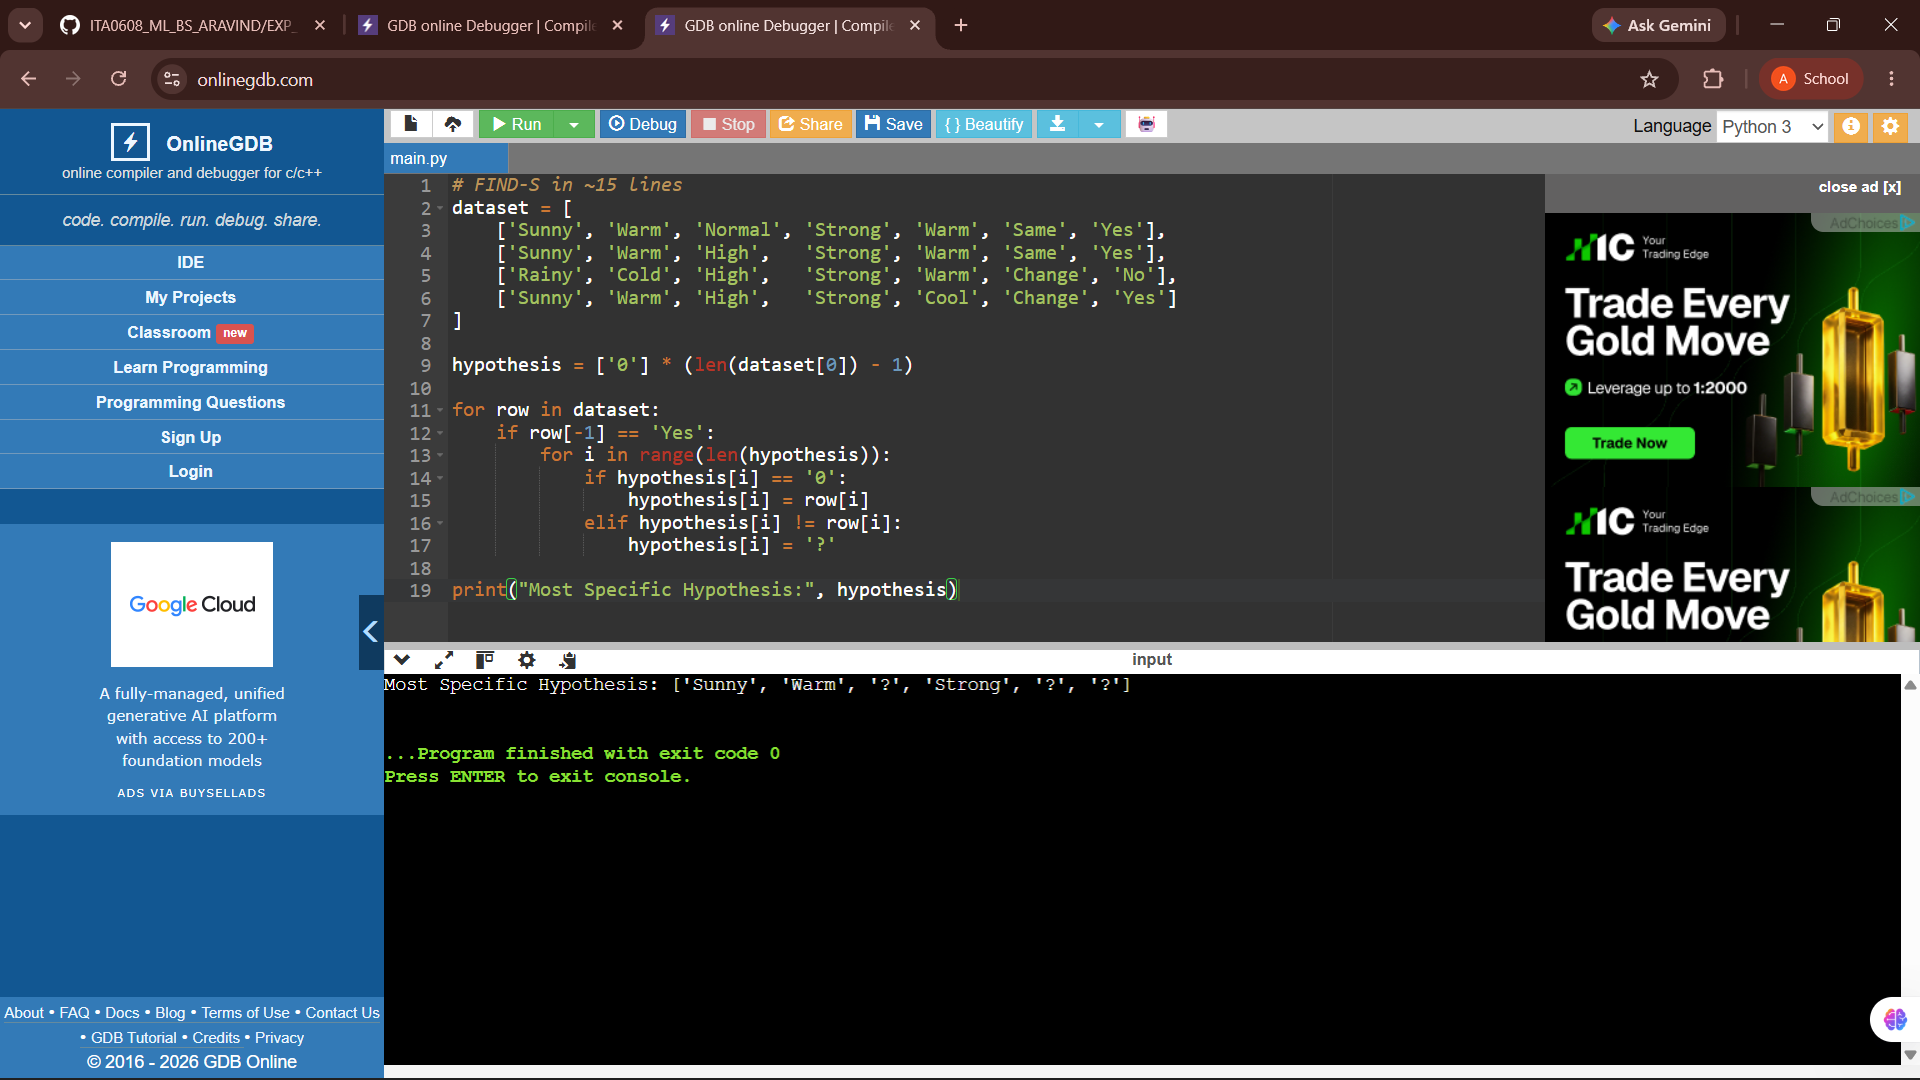 ITA0608_ML_BS_ARAVIND/EXP_
GDB online Debugger | Compile
GDB online Debugger | Compile
Ask Gemini
onlinegdb.com
A School
OnlineGDB
online compiler and debugger for c/c++
code. compile. run. debug. share.
IDE
My Projects
Classroom new
Learn Programming
Programming Questions
Sign Up
Login
Google Cloud
A fully-managed, unified
generative AI platform
with access to 200+
foundation models
ADS VIA BUYSELLADS
About • FAQ • Docs • Blog • Terms of Use • Contact Us
• GDB Tutorial • Credits • Privacy
© 2016 - 2026 GDB Online
Run Debug Stop Share Save { } Beautify
Language Python 3
main.py
1 # FIND-S in ~15 lines
2 dataset = [
3     ['Sunny', 'Warm', 'Normal', 'Strong', 'Warm', 'Same', 'Yes'],
4     ['Sunny', 'Warm', 'High',   'Strong', 'Warm', 'Same', 'Yes'],
5     ['Rainy', 'Cold', 'High',   'Strong', 'Warm', 'Change', 'No'],
6     ['Sunny', 'Warm', 'High',   'Strong', 'Cool', 'Change', 'Yes']
7 ]
8
9 hypothesis = ['0'] * (len(dataset[0]) - 1)
10
11 for row in dataset:
12     if row[-1] == 'Yes':
13         for i in range(len(hypothesis)):
14             if hypothesis[i] == '0':
15                 hypothesis[i] = row[i]
16             elif hypothesis[i] != row[i]:
17                 hypothesis[i] = '?'
18
19 print("Most Specific Hypothesis:", hypothesis)
close ad [x]
AdChoices
Your
Trading Edge
Trade Every
Gold Move
Leverage up to 1:2000
Trade Now
AdChoices
Your
Trading Edge
Trade Every
Gold Move
input
Most Specific Hypothesis: ['Sunny', 'Warm', '?', 'Strong', '?', '?']
...Program finished with exit code 0
Press ENTER to exit console.